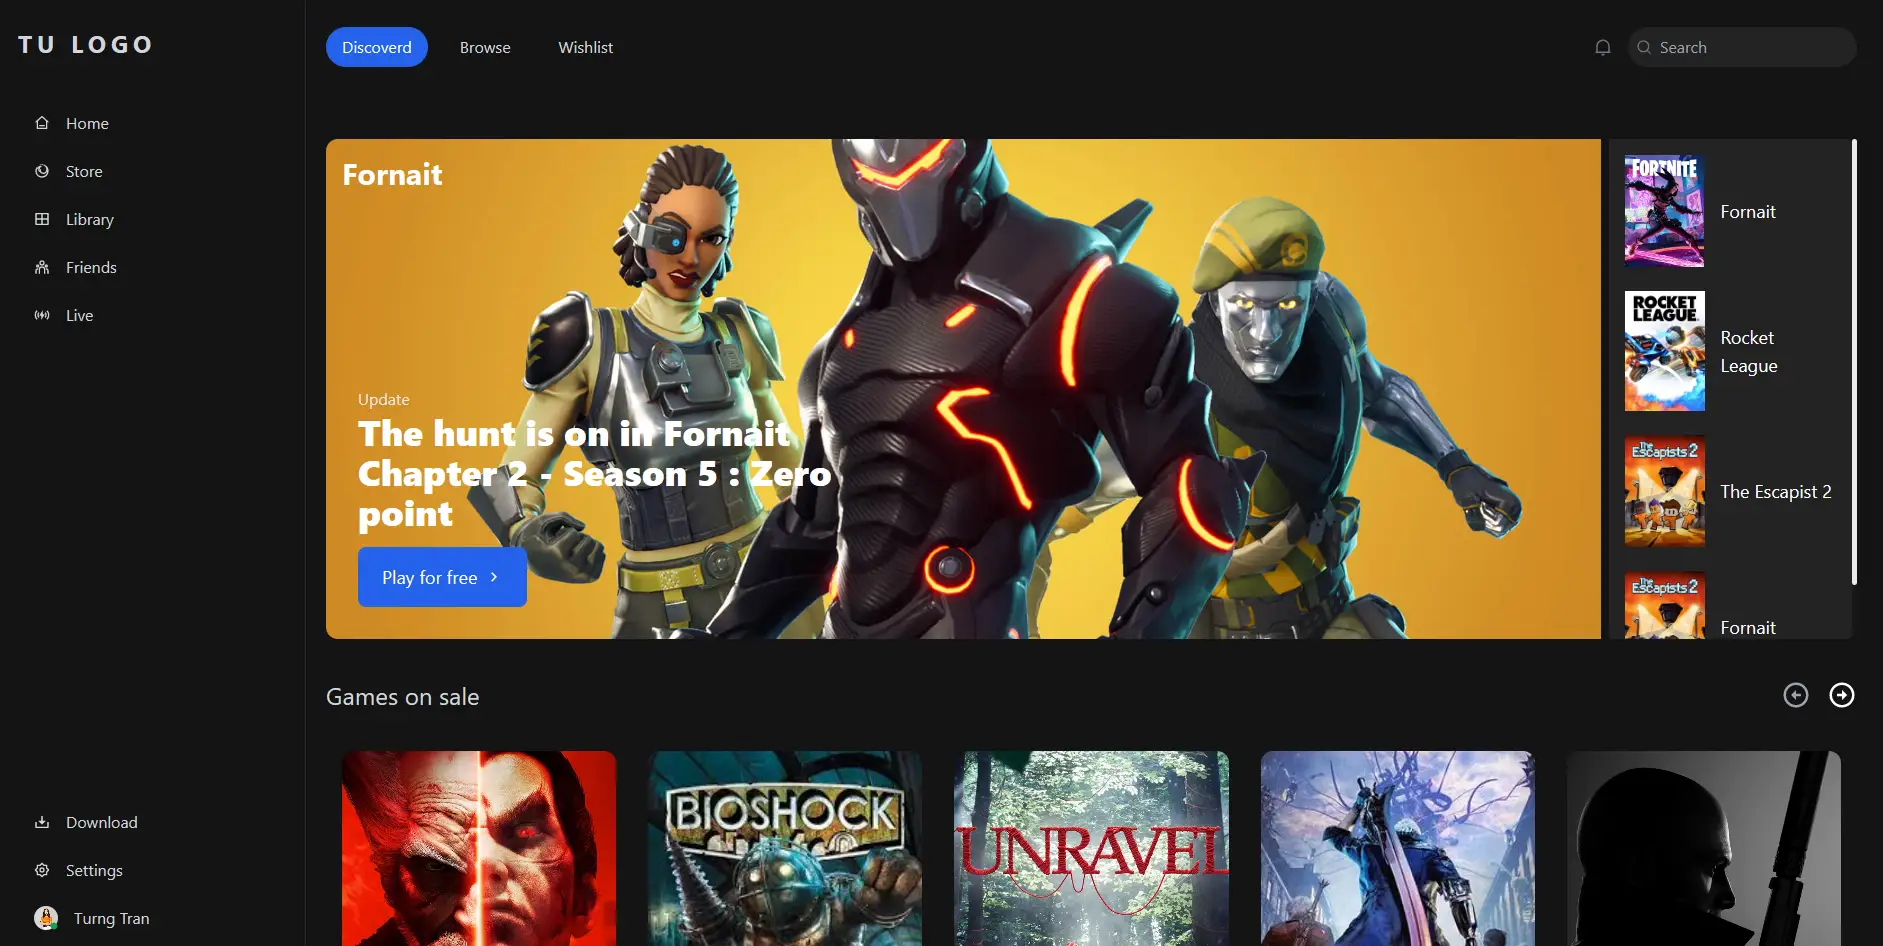 TU LOGO
Home
Store
Library
Friends
Live
Download
Settings
Turng Tran
Discoverd
Browse
Wishlist
Search
Fornait
Update
The hunt is on in Fornait
Chapter 2 - Season 5 : Zero
point
Play for free
FORTNITE
Fornait
ROCKET
LEAGUE
Rocket
League
The
Escapists 2
The Escapist 2
The
Escapists 2
Fornait
Games on sale
BIOSHOCK
UNRAVEL